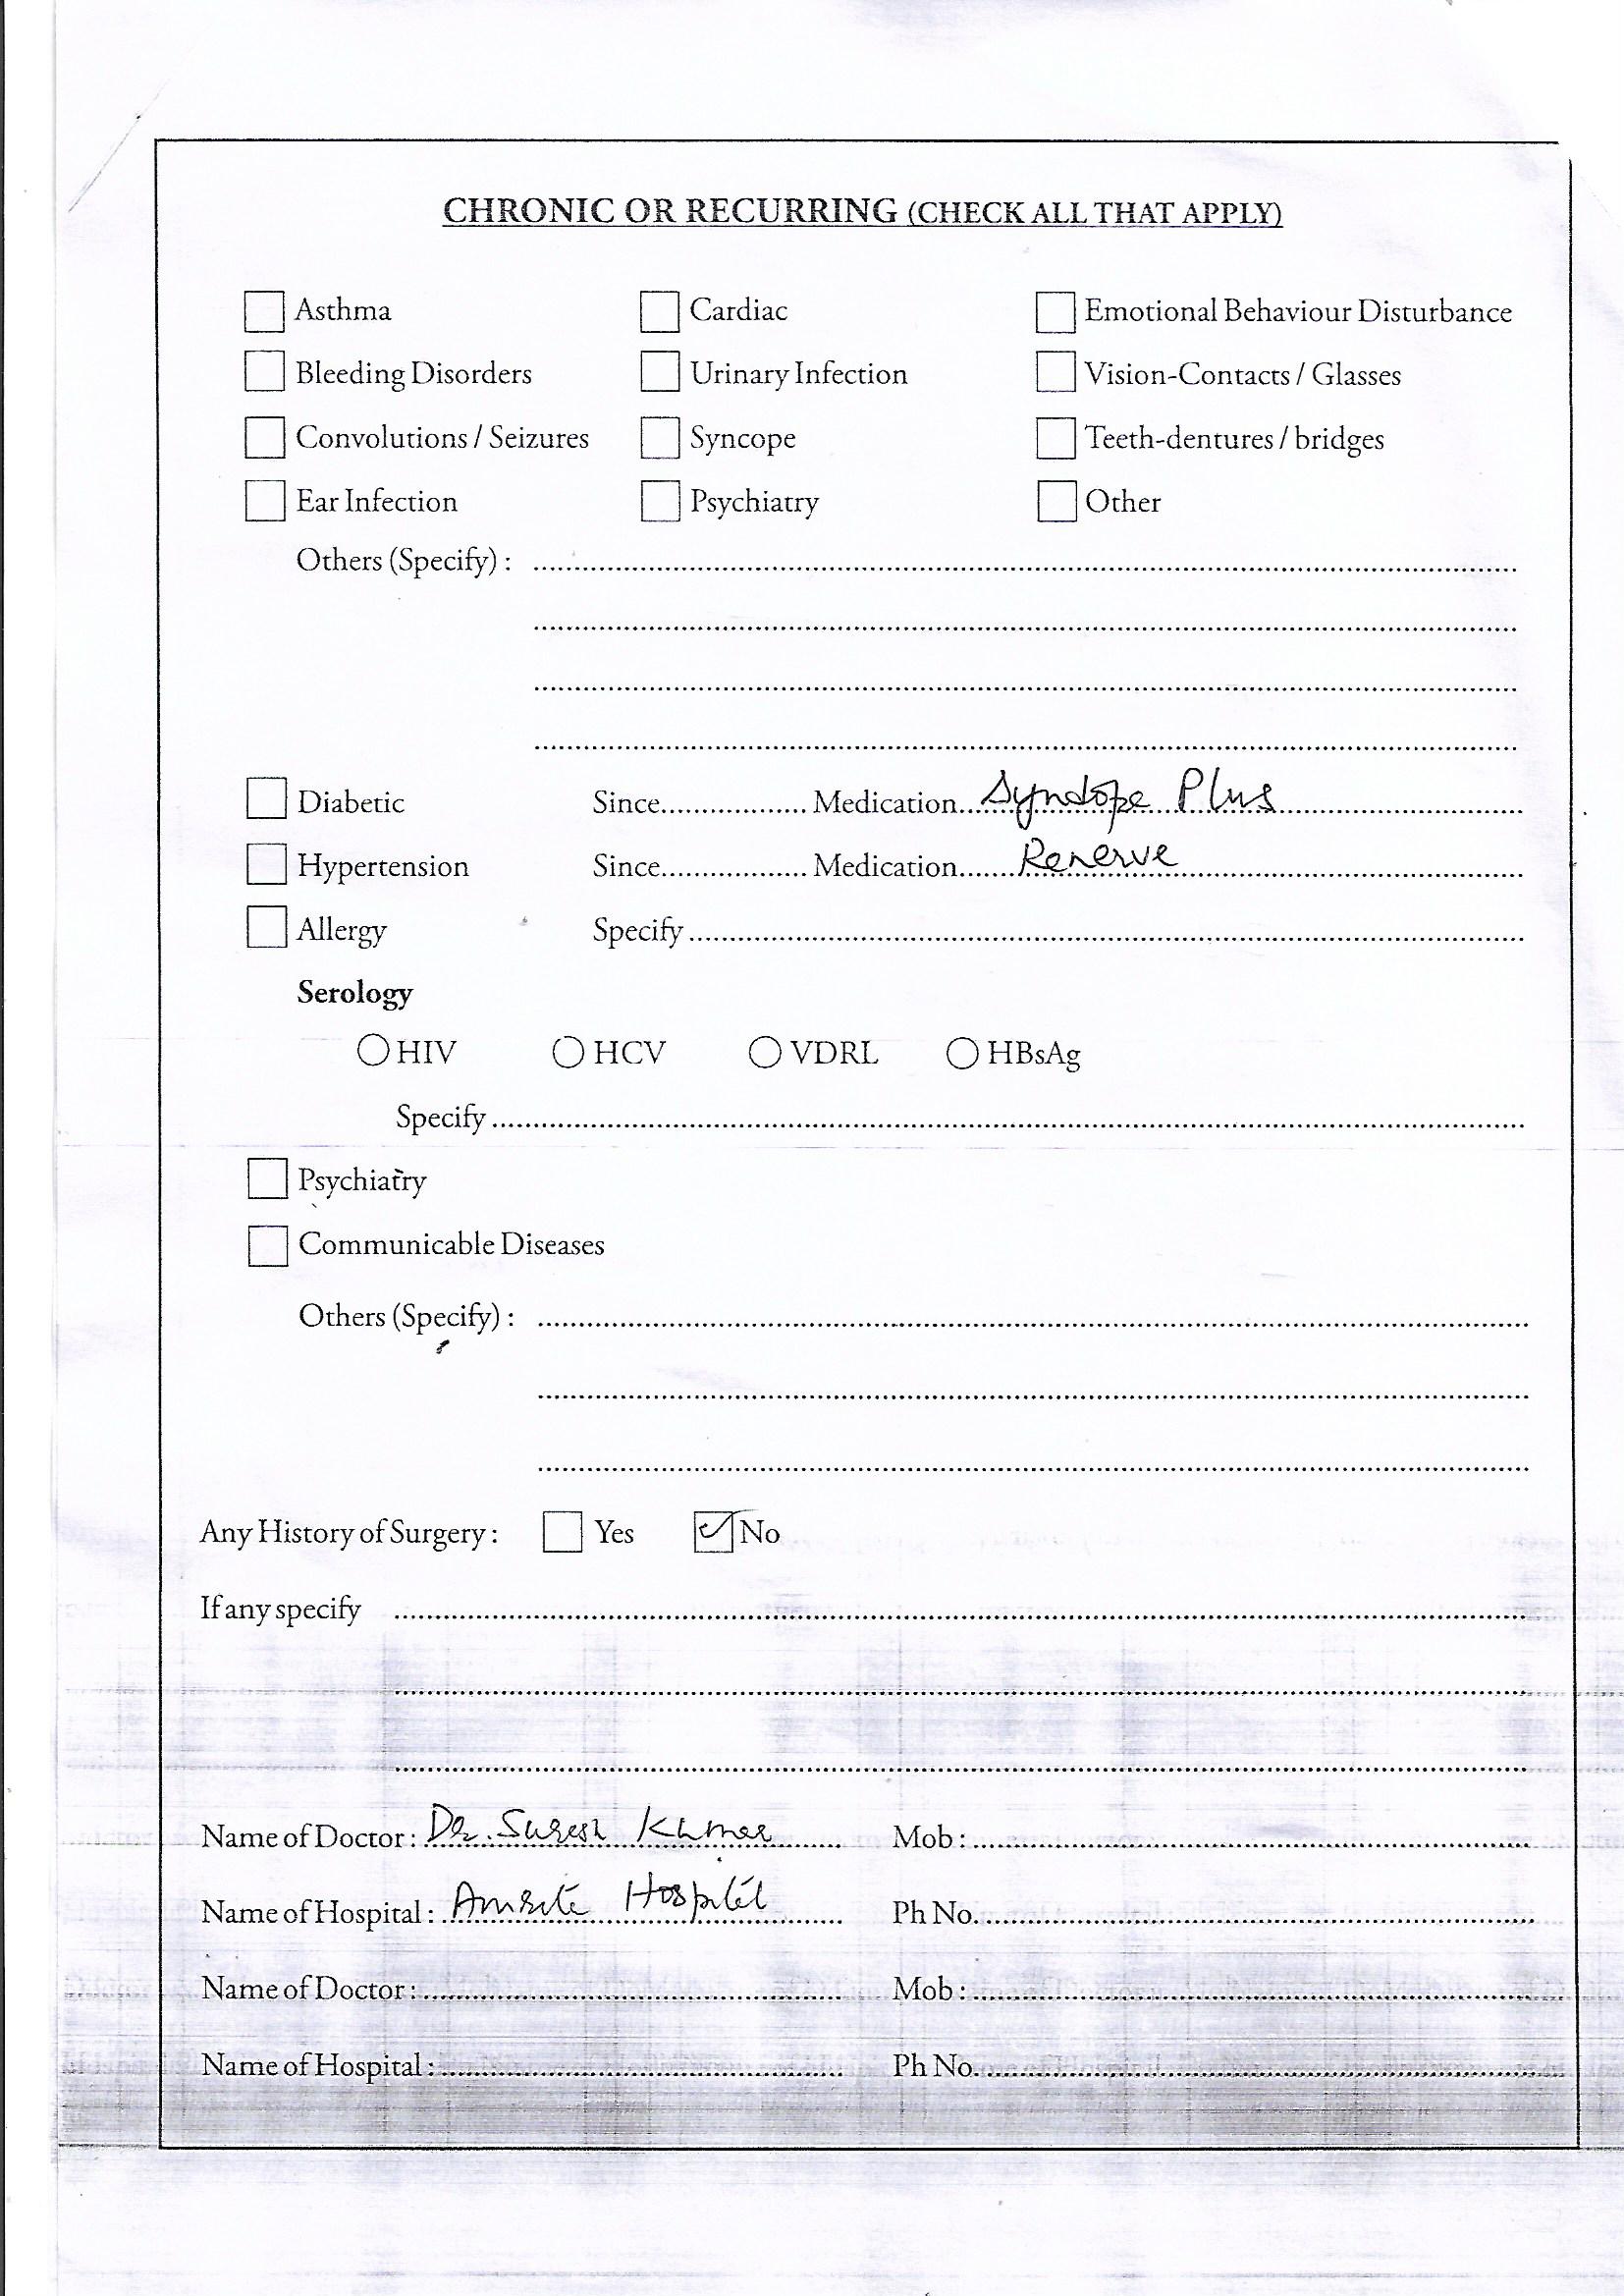 CHRONIC OR RECURRING (CHECK ALL THAT APPLY)
Asthma Cardiac Emotional Behaviour Disturbance
Bleeding Disorders Urinary Infection Vision-Contacts / Glasses
Convolutions / Seizures Syncope Teeth-dentures / bridges
Ear Infection Psychiatry Other
Others (Specify) :
Diabetic Since Medication Syndopa Plus
Hypertension Since Medication Renerve
Allergy Specify
Serology
HIV HCV VDRL HBsAg
Specify
Psychiatry
Communicable Diseases
Others (Specify) :
Any History of Surgery : Yes No
If any specify
Name of Doctor : Dr. Suresh Kumar Mob :
Name of Hospital : Amrita Hospital Ph No.
Name of Doctor : Mob :
Name of Hospital : Ph No.